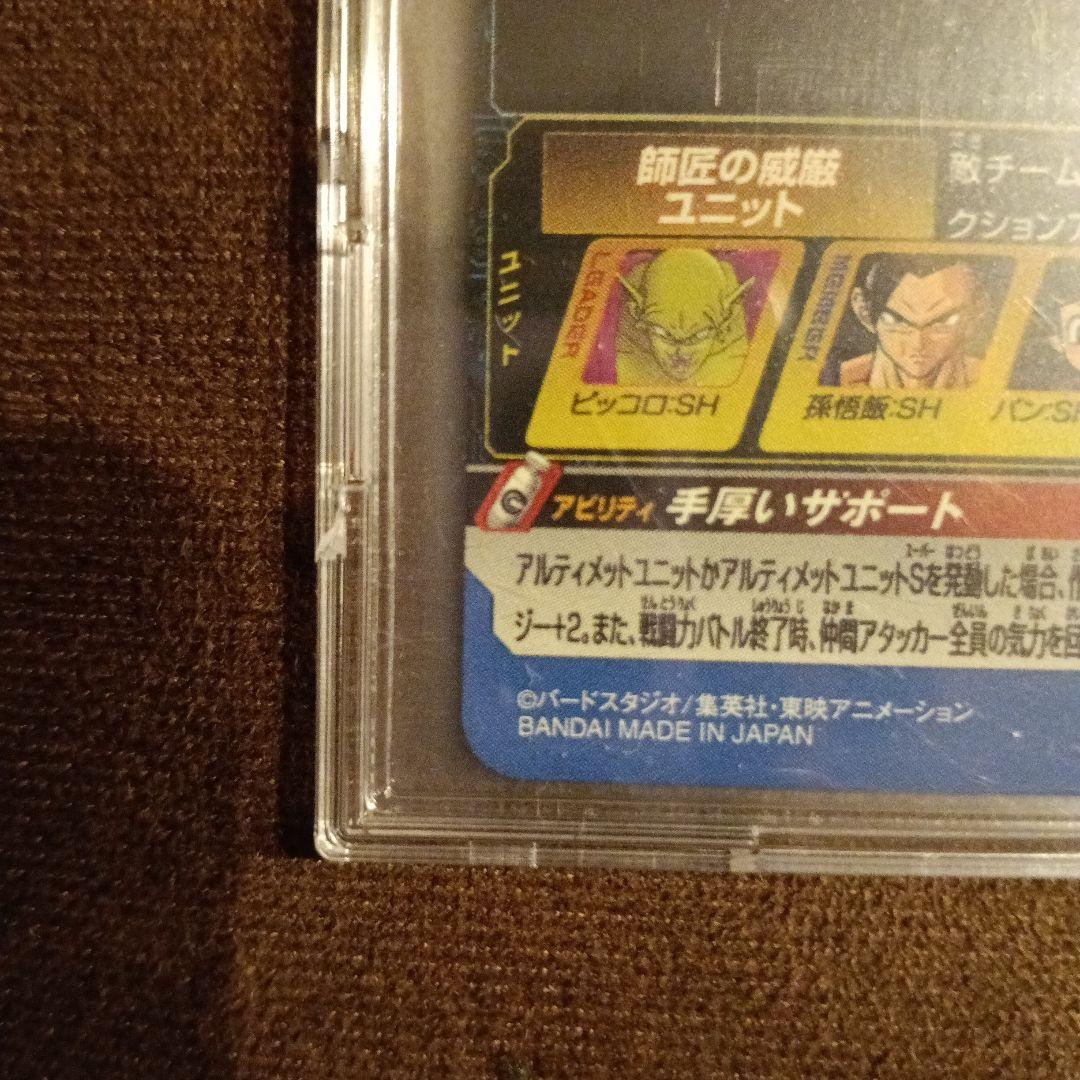 師匠の威厳
ユニット
敵チーム
クションア
ユニット
LEADER
MEMBER
ピッコロ:SH
孫悟飯:SH
パン:SH
アビリティ 手厚いサポート
アルティメットユニットかアルティメットユニットSを発動した場合、
ジー+2。また、戦闘力バトル終了時、仲間アタッカー全員の気力を回
©バードスタジオ/集英社・東映アニメーション
BANDAI MADE IN JAPAN